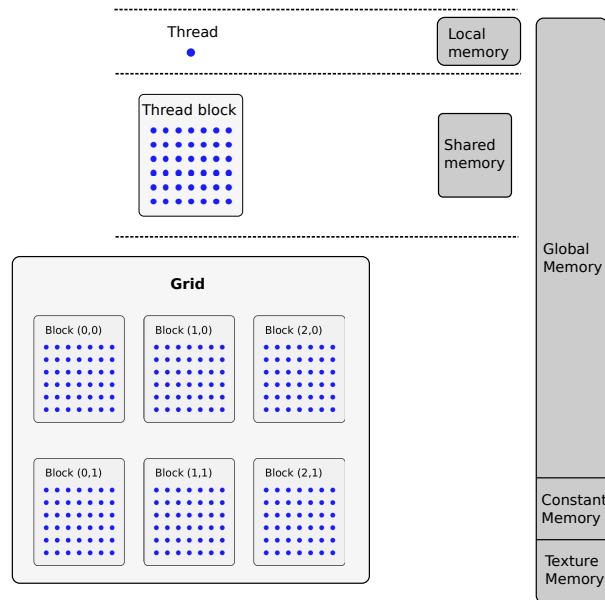 Thread
Local
memory
Thread block
Shared
memory
Global
Memory
Grid
Block (0,0)
Block (1,0)
Block (2,0)
Block (0,1)
Block (1,1)
Block (2,1)
Constant
Memory
Texture
Memory